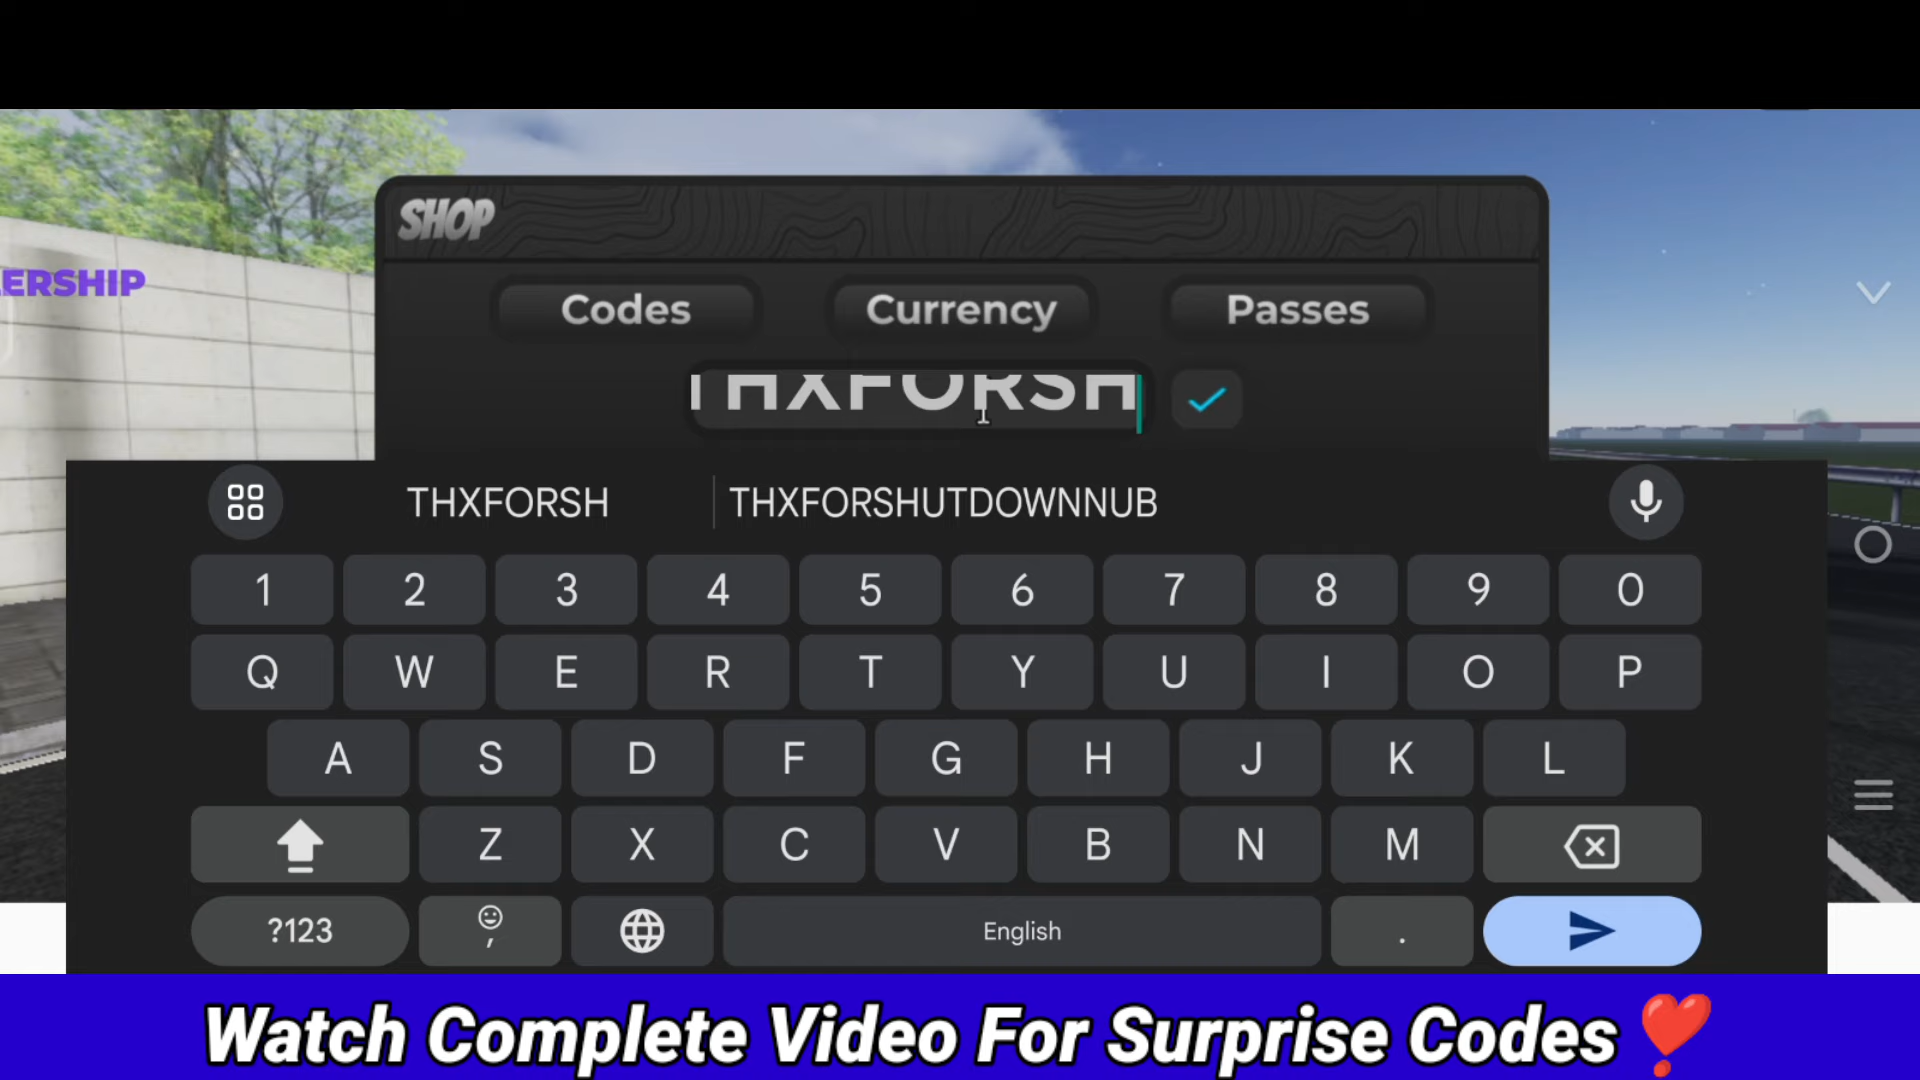 SHOP
ERSHIP
Codes Currency Passes
THXFORSH
THXFORSH THXFORSHUTDOWNNUB
1 2 3 4 5 6 7 8 9 0
Q W E R T Y U I O P
A S D F G H J K L
Z X C V B N M
?123 , English .
Watch Complete Video For Surprise Codes ❣️